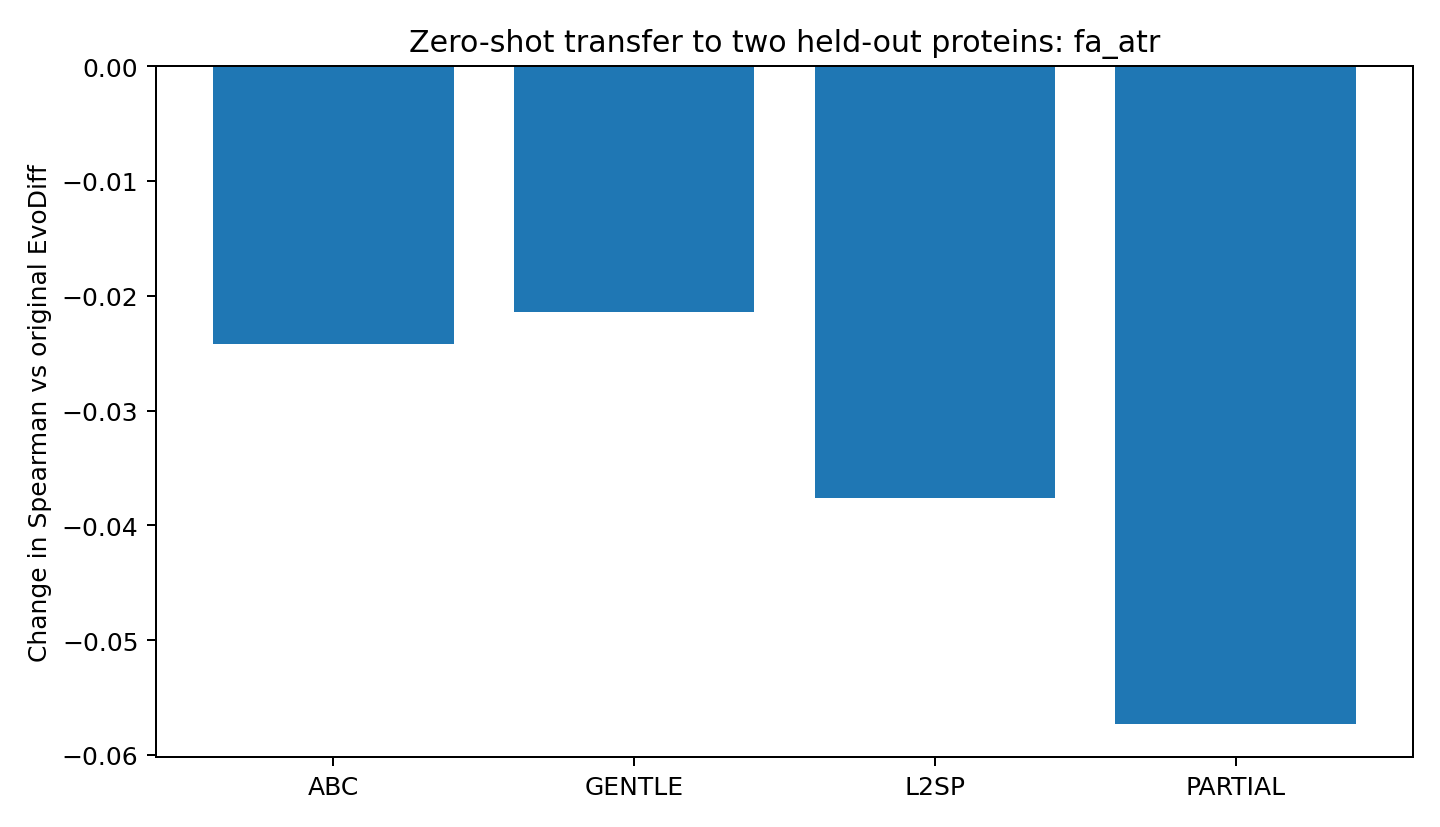 Zero-shot transfer to two held-out proteins: fa_atr
Change in Spearman vs original EvoDiff
0.00
−0.01
−0.02
−0.03
−0.04
−0.05
−0.06
ABC
GENTLE
L2SP
PARTIAL